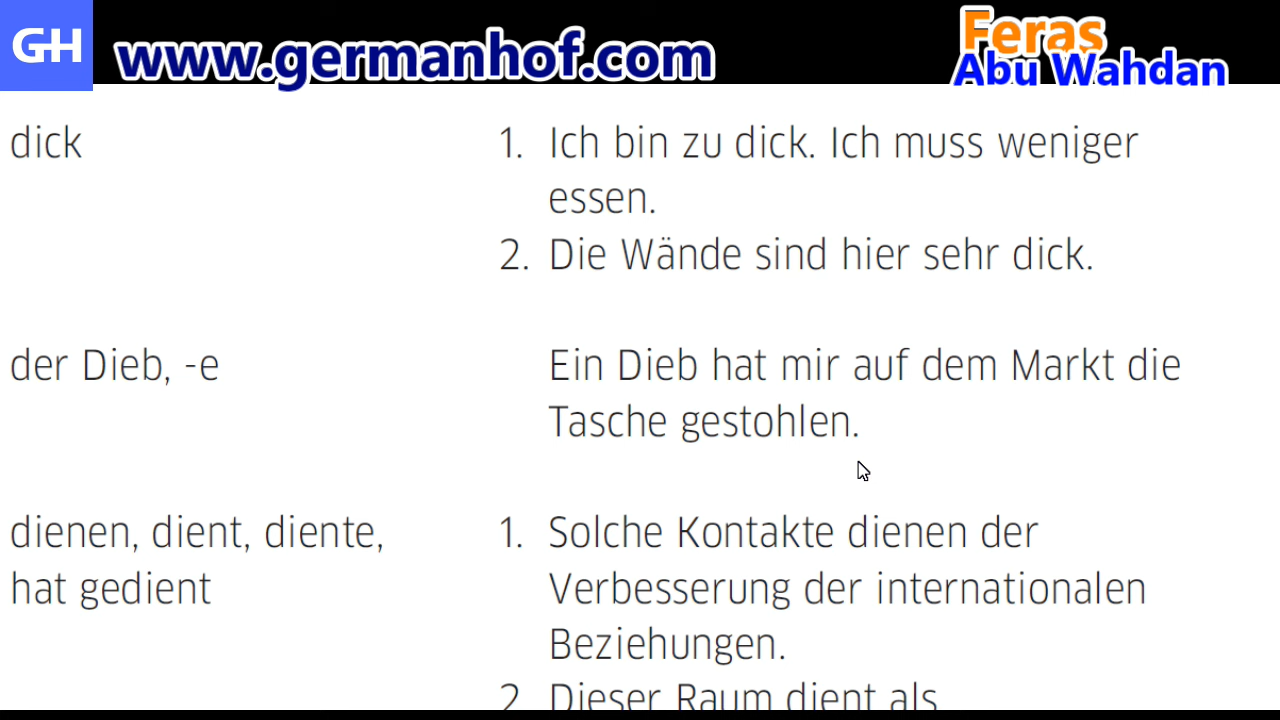 GH
www.germanhof.com
Feras
Abu Wahdan
dick
1. Ich bin zu dick. Ich muss weniger
essen.
2. Die Wände sind hier sehr dick.
der Dieb, -e
Ein Dieb hat mir auf dem Markt die
Tasche gestohlen.
dienen, dient, diente,
hat gedient
1. Solche Kontakte dienen der
Verbesserung der internationalen
Beziehungen.
2 Dieser Raum dient als